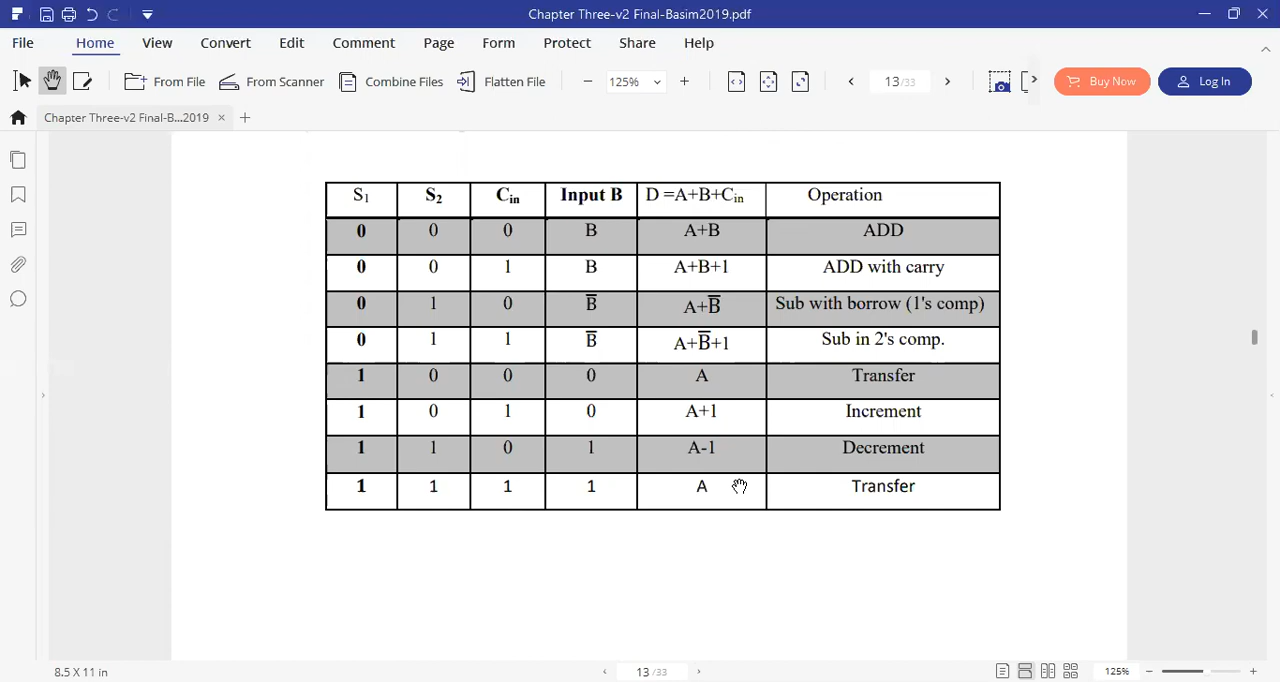 Chapter Three-v2 Final-Basim2019.pdf
File Home View Convert Edit Comment Page Form Protect Share Help
From File From Scanner Combine Files Flatten File 125% 13/33 Buy Now Log In
Chapter Three-v2 Final-B...2019
S₁ S₂ Cᵢₙ Input B D =A+B+Cᵢₙ Operation
0 0 0 B A+B ADD
0 0 1 B A+B+1 ADD with carry
0 1 0 B̅ A+B̅ Sub with borrow (1's comp)
0 1 1 B̅ A+B̅+1 Sub in 2's comp.
1 0 0 0 A Transfer
1 0 1 0 A+1 Increment
1 1 0 1 A-1 Decrement
1 1 1 1 A Transfer
8.5 X 11 in 13 /33 125%